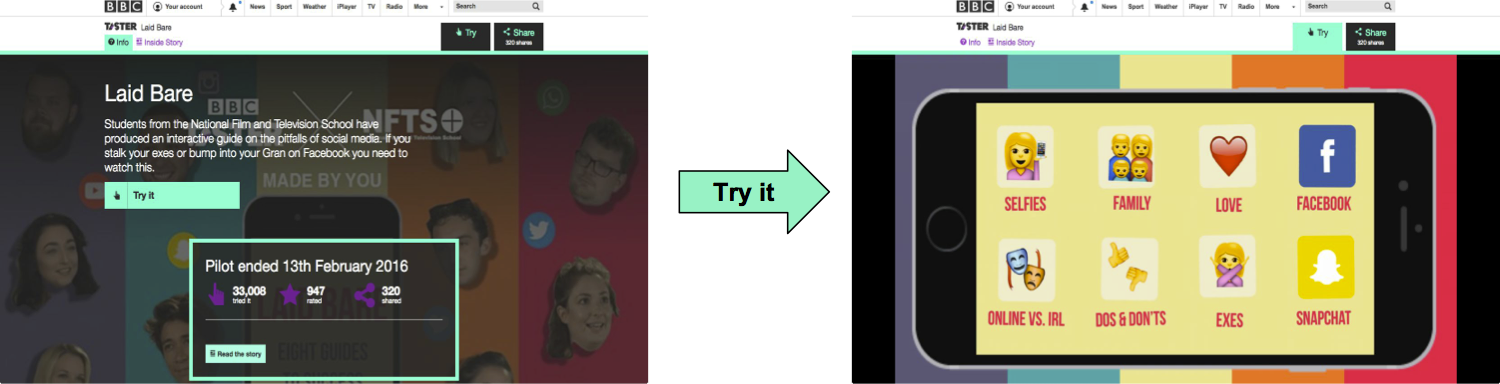 BBC Your account News Sport Weather iPlayer TV Radio More Search
TASTER Laid Bare
Info Inside Story
Try
Share
320 shares
BBC
TASTER
NFTS
Television School
MADE BY YOU
Laid Bare
Students from the National Film and Television School have
produced an interactive guide on the pitfalls of social media. If you
stalk your exes or bump into your Gran on Facebook you need to
watch this.
Try it
Pilot ended 13th February 2016
33,008
tried it
947
rated
320
shared
LAID BARE
EIGHT GUIDES
TO SUCCESS
Read the story
Try it
BBC Your account News Sport Weather iPlayer TV Radio More Search
TASTER Laid Bare
Info Inside Story
Try
Share
320 shares
SELFIES FAMILY LOVE FACEBOOK
ONLINE VS. IRL DOS & DON'TS EXES SNAPCHAT